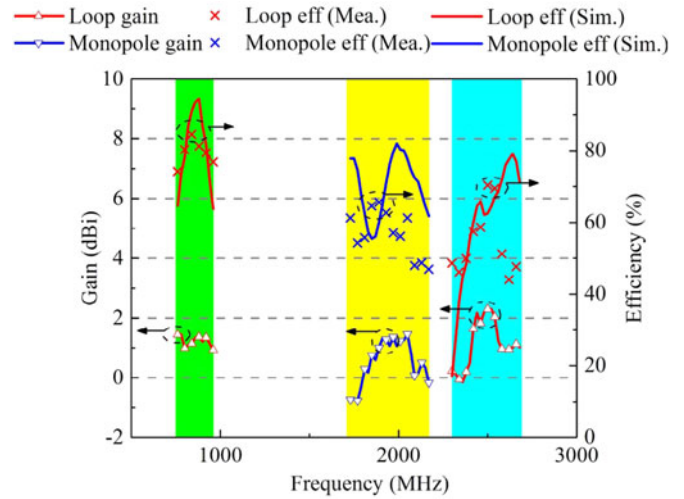 Loop gain Loop eff (Mea.) Loop eff (Sim.)
Monopole gain Monopole eff (Mea.) Monopole eff (Sim.)
10 100
8 80
6 60
4 40
2 20
0 0
-2
1000 2000 3000
Gain (dBi)
Efficiency (%)
Frequency (MHz)